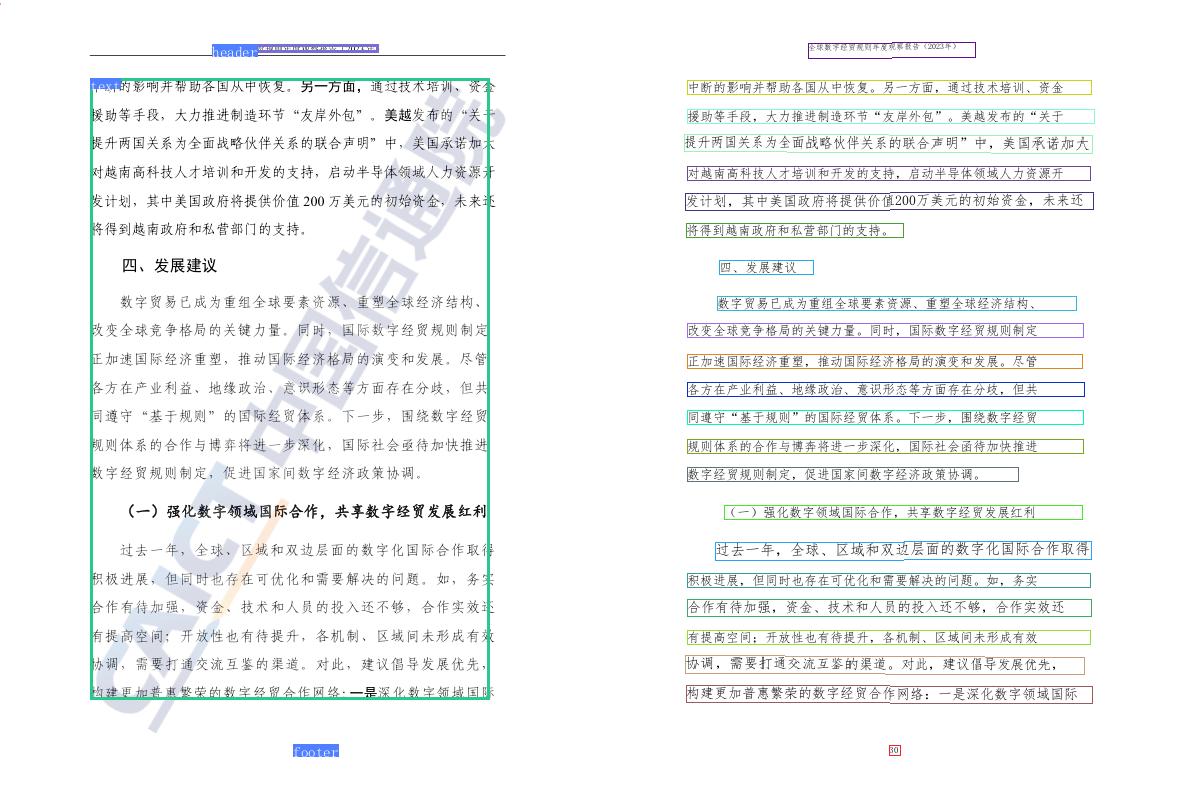 header
text
中断的影响并帮助各国从中恢复。另一方面，通过技术培训、资金
援助等手段，大力推进制造环节“友岸外包”。美越发布的“关于
提升两国关系为全面战略伙伴关系的联合声明”中，美国承诺加大
对越南高科技人才培训和开发的支持，启动半导体领域人力资源开
发计划，其中美国政府将提供价值 200 万美元的初始资金，未来还
将得到越南政府和私营部门的支持。
四、发展建议
数字贸易已成为重组全球要素资源、重塑全球经济结构、
改变全球竞争格局的关键力量。同时，国际数字经贸规则制定
正加速国际经济重塑，推动国际经济格局的演变和发展。尽管
各方在产业利益、地缘政治、意识形态等方面存在分歧，但共
同遵守“基于规则”的国际经贸体系。下一步，围绕数字经贸
规则体系的合作与博弈将进一步深化，国际社会亟待加快推进
数字经贸规则制定，促进国家间数字经济政策协调。
（一）强化数字领域国际合作，共享数字经贸发展红利
过去一年，全球、区域和双边层面的数字化国际合作取得
积极进展，但同时也存在可优化和需要解决的问题。如，务实
合作有待加强，资金、技术和人员的投入还不够，合作实效还
有提高空间；开放性也有待提升，各机制、区域间未形成有效
协调，需要打通交流互鉴的渠道。对此，建议倡导发展优先，
构建更加普惠繁荣的数字经贸合作网络：一是深化数字领域国际
CAICT 中国信通院
footer
全球数字经贸规则年度观察报告（2023年）
中断的影响并帮助各国从中恢复。另一方面，通过技术培训、资金
援助等手段，大力推进制造环节“友岸外包”。美越发布的“关于
提升两国关系为全面战略伙伴关系的联合声明”中，美国承诺加大
对越南高科技人才培训和开发的支持，启动半导体领域人力资源开
发计划，其中美国政府将提供价值200万美元的初始资金，未来还
将得到越南政府和私营部门的支持。
四、发展建议
数字贸易已成为重组全球要素资源、重塑全球经济结构、
改变全球竞争格局的关键力量。同时，国际数字经贸规则制定
正加速国际经济重塑，推动国际经济格局的演变和发展。尽管
各方在产业利益、地缘政治、意识形态等方面存在分歧，但共
同遵守“基于规则”的国际经贸体系。下一步，围绕数字经贸
规则体系的合作与博奔将进一步深化，国际社会函待加快推进
数字经贸规则制定，促进国家间数字经济政策协调。
（一）强化数字领域国际合作，共享数字经贸发展红利
过去一年，全球、区域和双边层面的数字化国际合作取得
积极进展，但同时也存在可优化和需要解决的问题。如，务实
合作有待加强，资金、技术和人员的投入还不够，合作实效还
有提高空间；开放性也有待提升，各机制、区域间未形成有效
协调，需要打通交流互鉴的渠道。对此，建议倡导发展优先，
构建更加普惠繁荣的数字经贸合作网络：一是深化数字领域国际
30